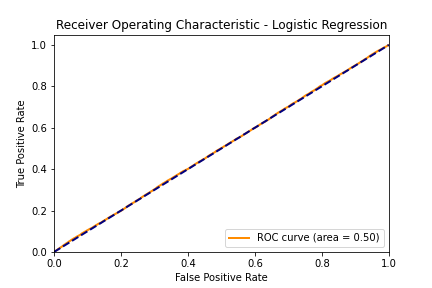 Receiver Operating Characteristic - Logistic Regression
1.0
0.8
0.6
0.4
0.2
0.0
True Positive Rate
ROC curve (area = 0.50)
0.0 0.2 0.4 0.6 0.8 1.0
False Positive Rate